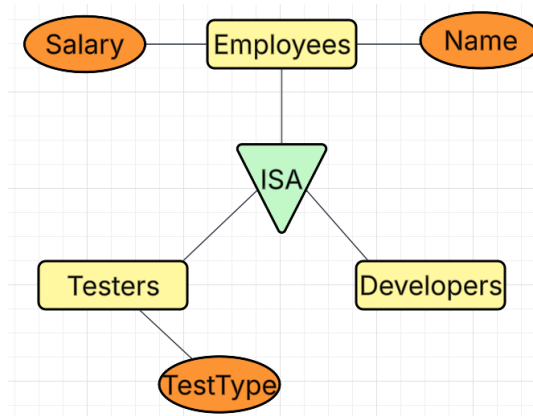 Salary
Employees
Name
ISA
Testers
Developers
TestType